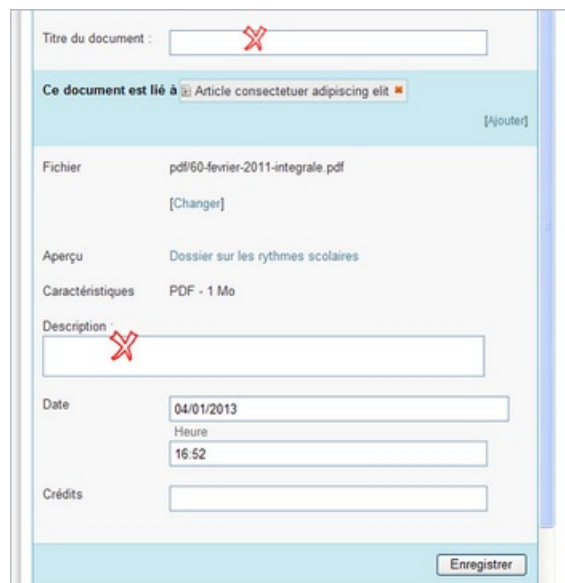 Titre du document :
Ce document est lié à Article consectetuer adipiscing elit
[Ajouter]
Fichier pdf/60-fevrier-2011-integrale.pdf
[Changer]
Aperçu Dossier sur les rythmes scolaires
Caractéristiques PDF - 1 Mo
Description :
Date 04/01/2013
Heure
16:52
Crédits
Enregistrer